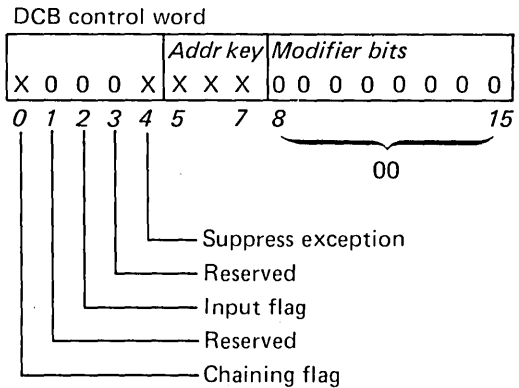 DCB control word
Addr key Modifier bits
X 0 0 0 X X X X 0 0 0 0 0 0 0 0
0 1 2 3 4 5 7 8 15
00
Suppress exception
Reserved
Input flag
Reserved
Chaining flag